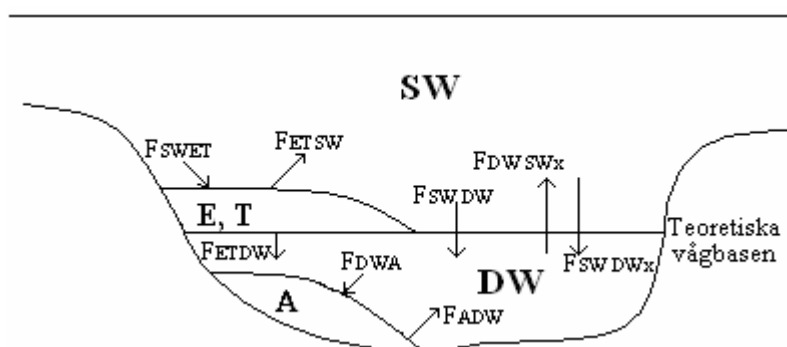 SW
FSWET
FETSW
FDWSWx
FSWDW
E, T
Teoretiska
vågbasen
FETDW
FDWA
DW
FSWDWx
A
FADW